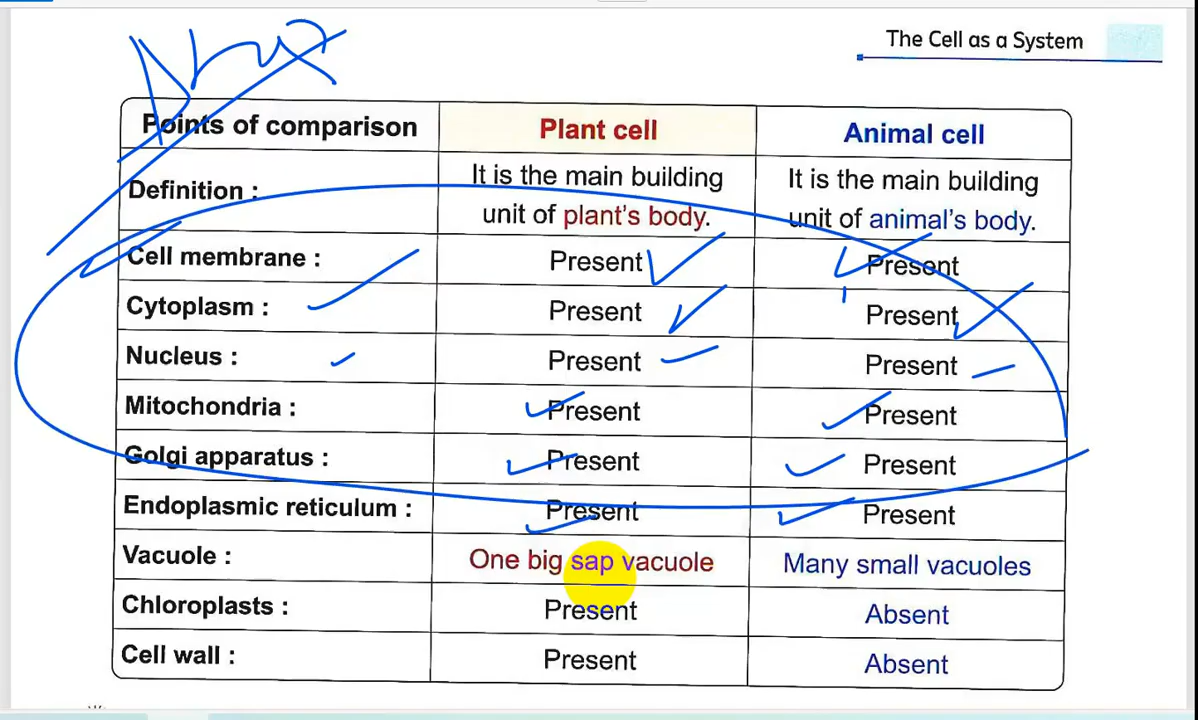 The Cell as a System
Points of comparison Plant cell Animal cell
Definition : It is the main building unit of plant's body. It is the main building unit of animal's body.
Cell membrane : Present Present
Cytoplasm : Present Present
Nucleus : Present Present
Mitochondria : Present Present
Golgi apparatus : Present Present
Endoplasmic reticulum : Present Present
Vacuole : One big sap vacuole Many small vacuoles
Chloroplasts : Present Absent
Cell wall : Present Absent